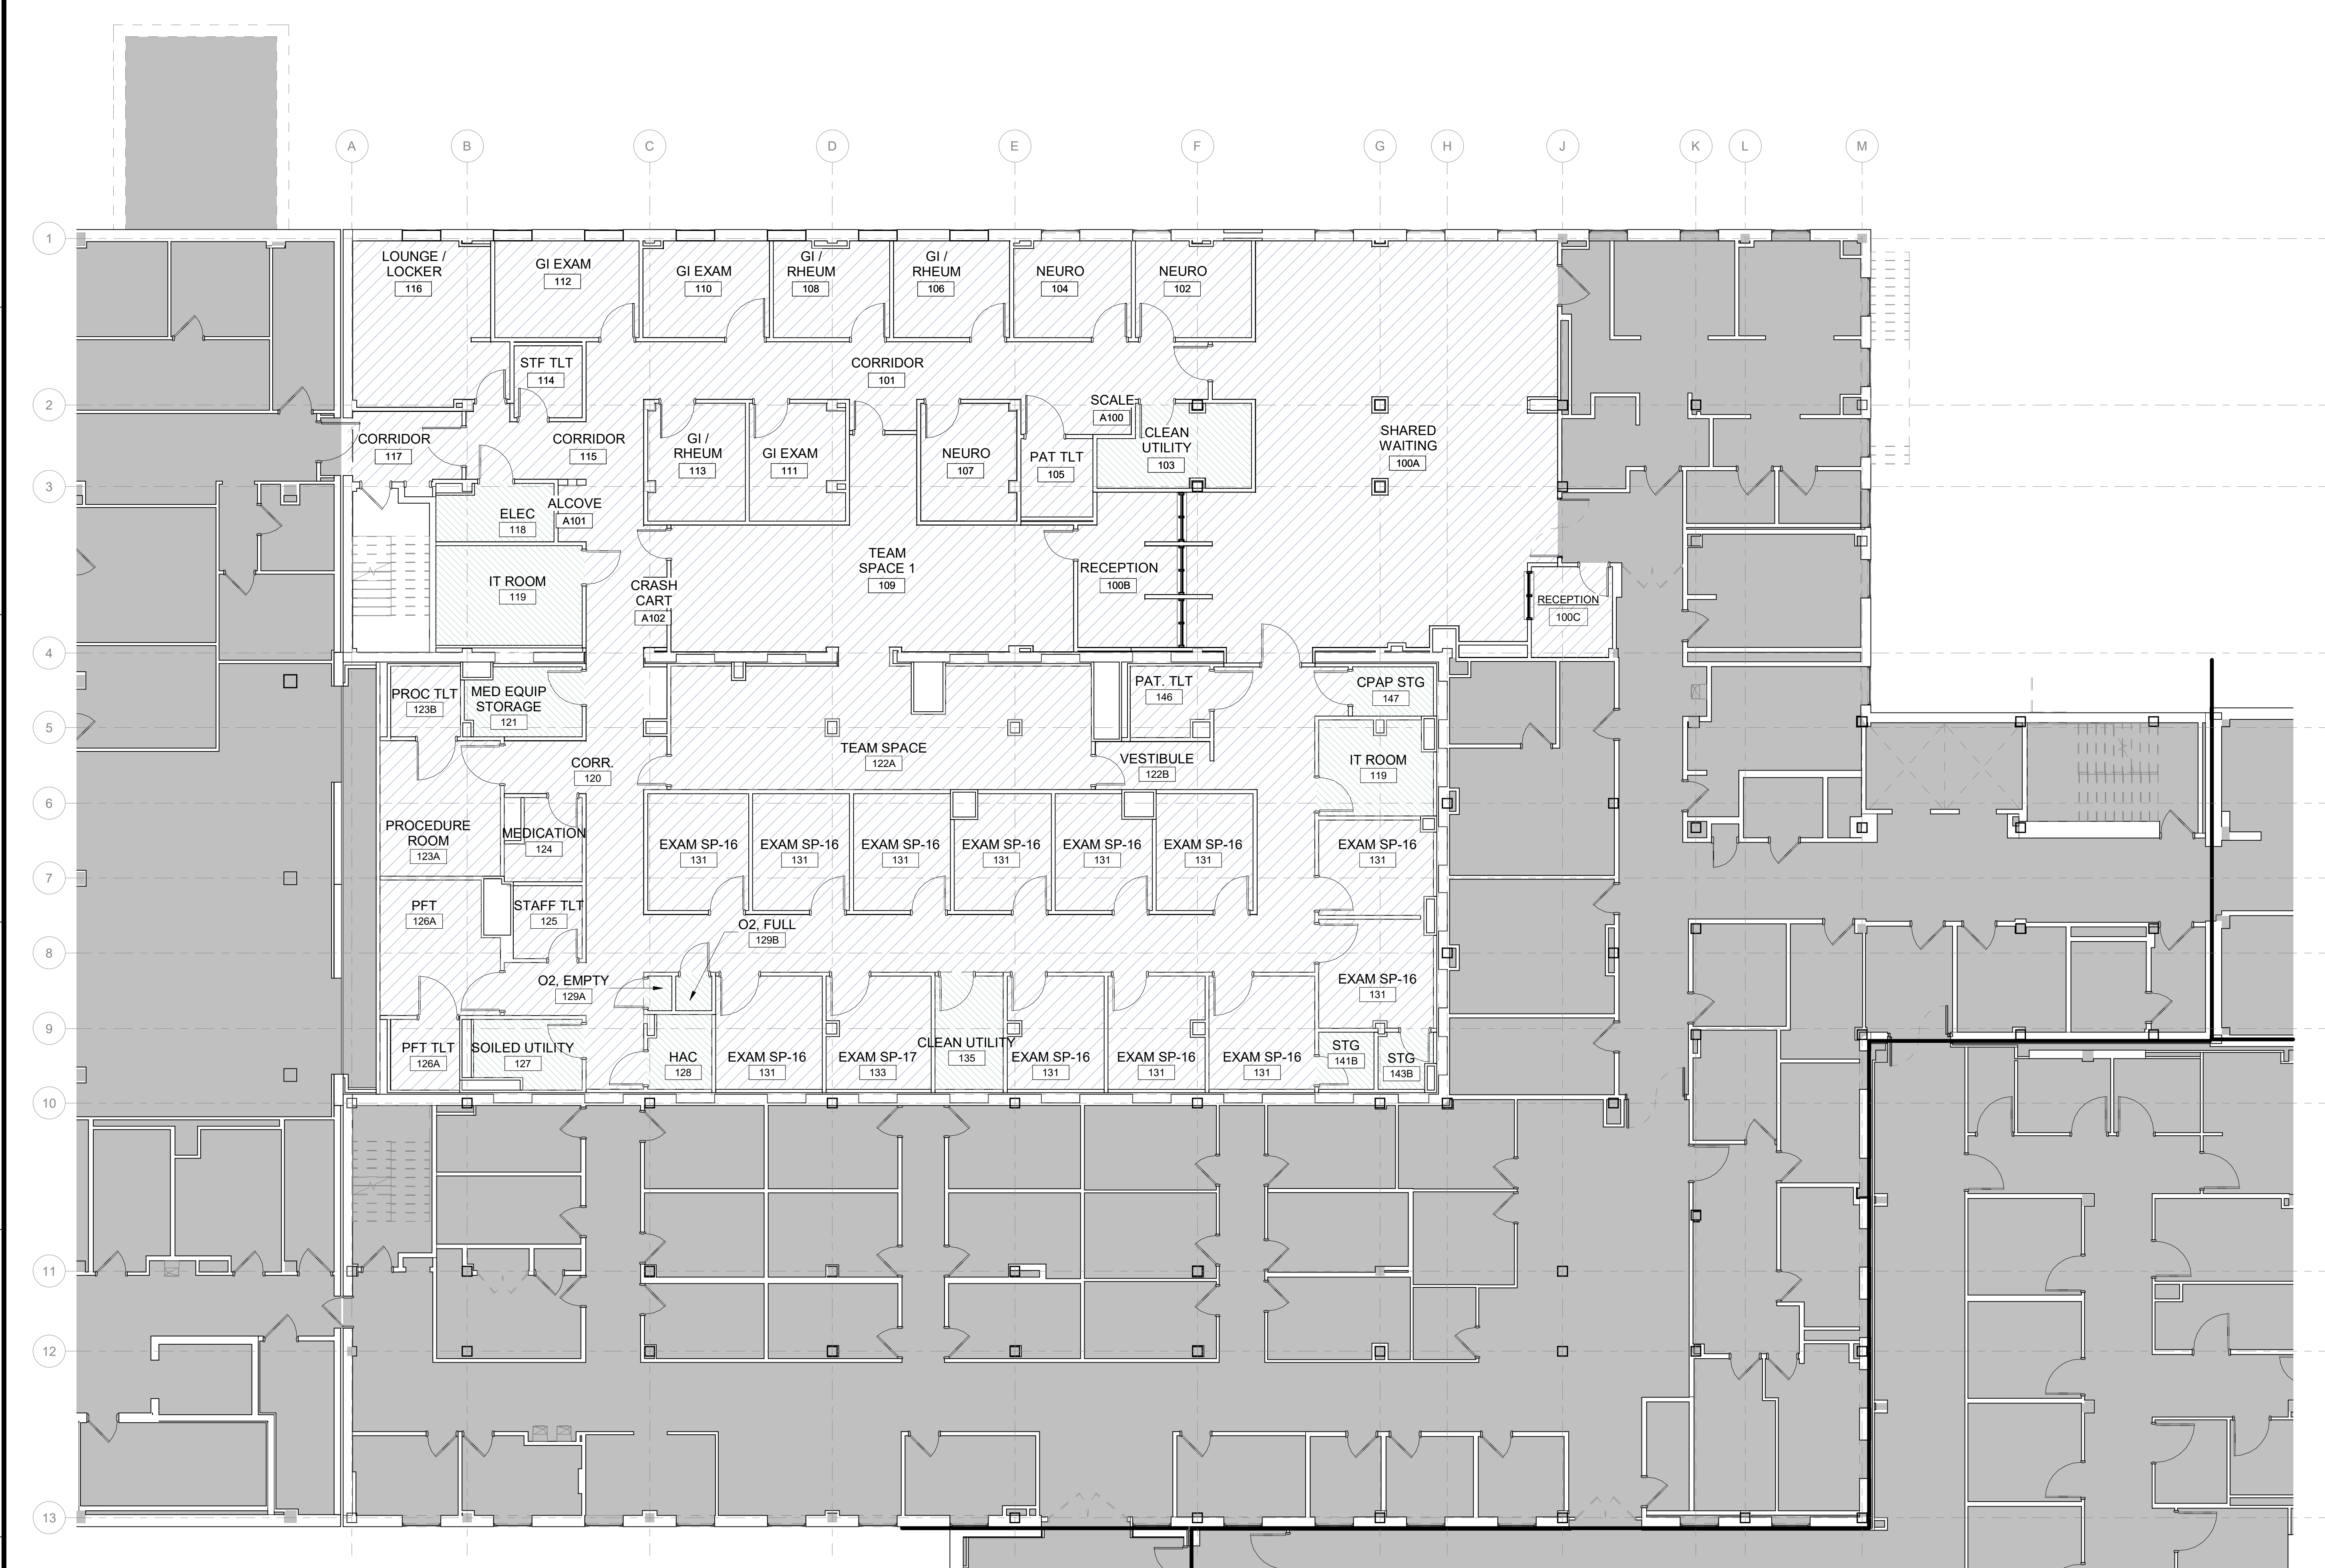 A
B
C
D
E
F
G
H
J
K
L
M
1
LOUNGE /
LOCKER
116
GI EXAM
112
GI EXAM
110
GI /
RHEUM
108
GI /
RHEUM
106
NEURO
104
NEURO
102
STF TLT
114
CORRIDOR
101
2
SCALE
A100
CORRIDOR
117
CORRIDOR
115
GI /
RHEUM
113
GI EXAM
111
NEURO
107
PAT TLT
105
CLEAN
UTILITY
103
SHARED
WAITING
100A
3
ELEC
118
ALCOVE
A101
IT ROOM
119
CRASH
CART
A102
TEAM
SPACE 1
109
RECEPTION
100B
RECEPTION
100C
4
PROC TLT
123B
MED EQUIP
STORAGE
121
PAT. TLT
146
CPAP STG
147
5
CORR.
120
TEAM SPACE
122A
VESTIBULE
122B
IT ROOM
119
6
PROCEDURE
ROOM
123A
MEDICATION
124
EXAM SP-16
131
EXAM SP-16
131
EXAM SP-16
131
EXAM SP-16
131
EXAM SP-16
131
EXAM SP-16
131
EXAM SP-16
131
7
PFT
126A
STAFF TLT
125
O2, FULL
129B
8
O2, EMPTY
129A
EXAM SP-16
131
9
PFT TLT
126A
SOILED UTILITY
127
HAC
128
EXAM SP-16
131
EXAM SP-17
133
CLEAN UTILITY
135
EXAM SP-16
131
EXAM SP-16
131
EXAM SP-16
131
STG
141B
STG
143B
10
11
12
13